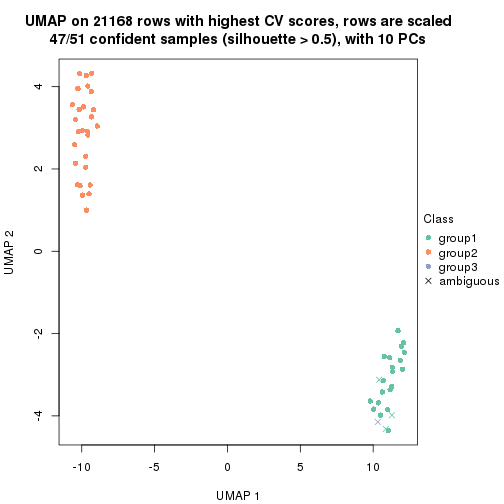 UMAP on 21168 rows with highest CV scores, rows are scaled
47/51 confident samples (silhouette > 0.5), with 10 PCs
4
2
0
-2
-4
UMAP 2
-10
-5
0
5
10
UMAP 1
Class
group1
group2
group3
ambiguous